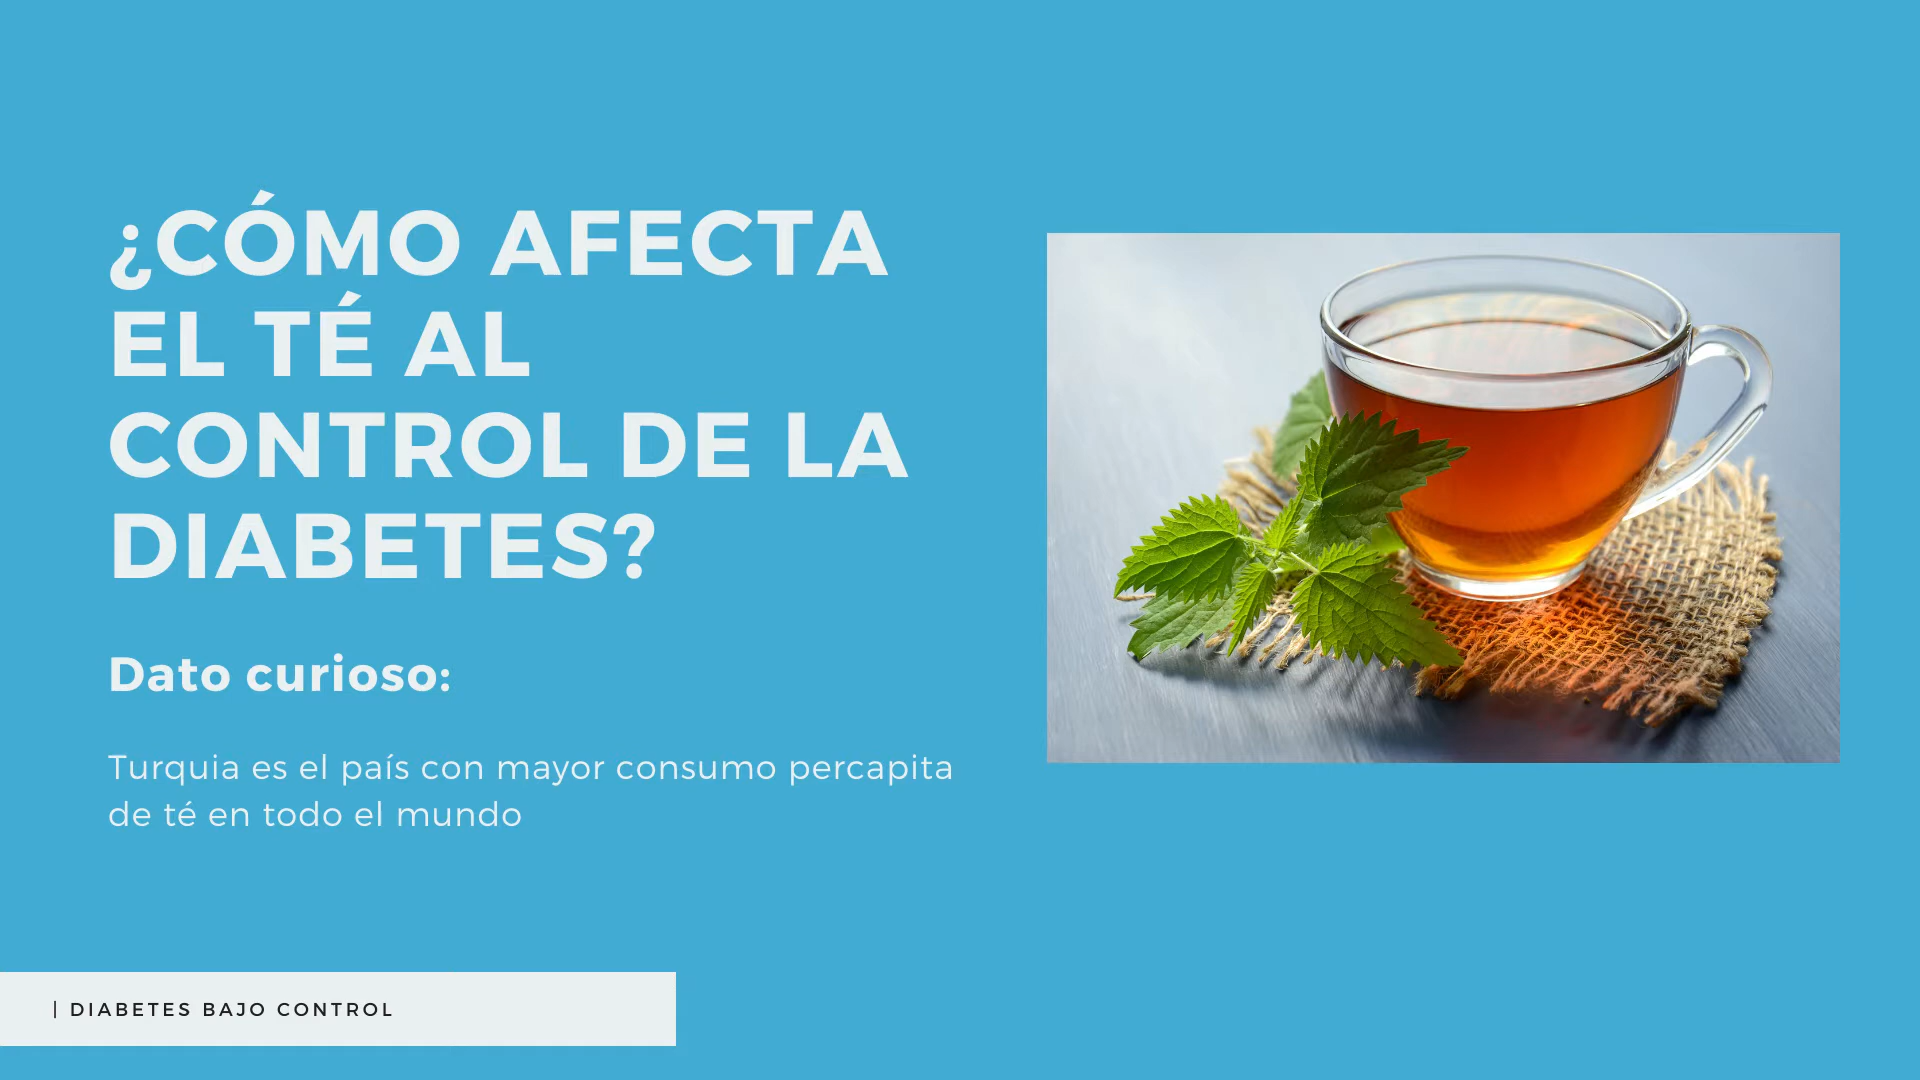 ¿CÓMO AFECTA
EL TÉ AL
CONTROL DE LA
DIABETES?
Dato curioso:
Turquia es el país con mayor consumo percapita
de té en todo el mundo
| DIABETES BAJO CONTROL